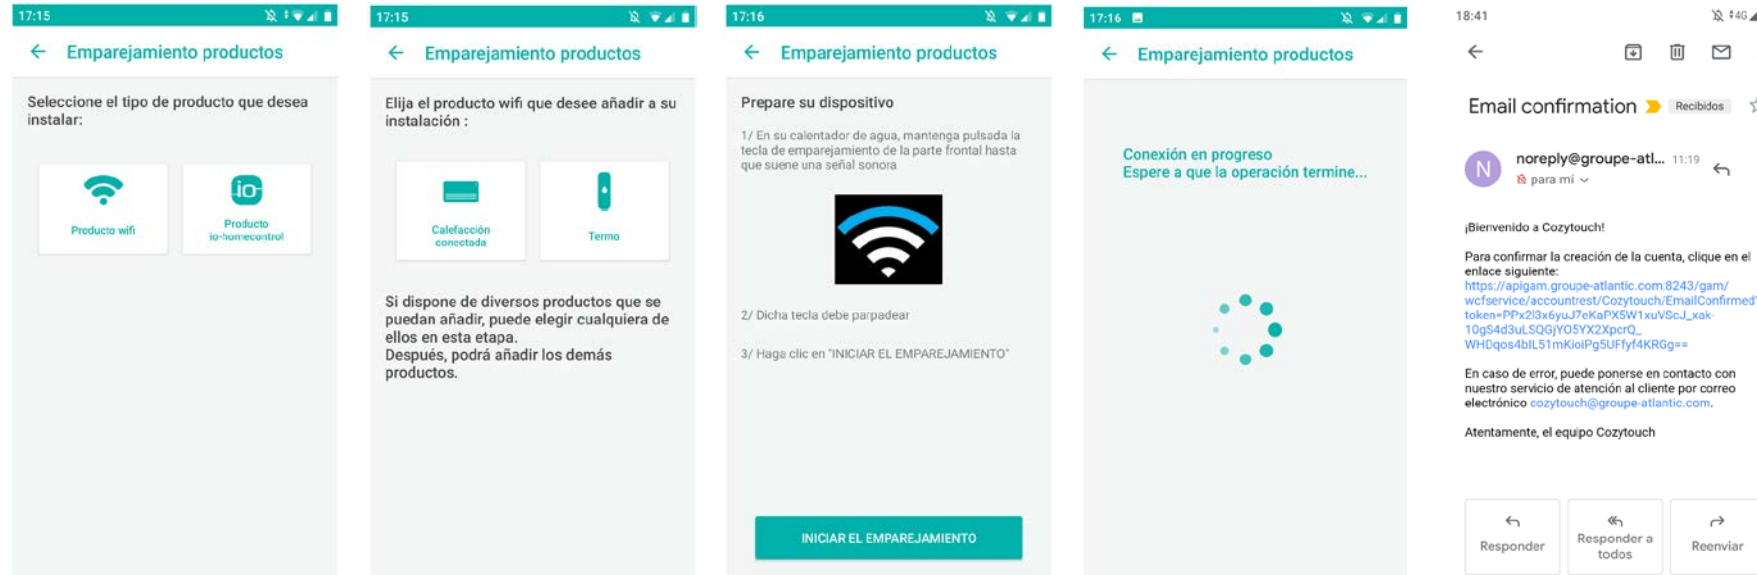 17:15
Emparejamiento productos
Seleccione el tipo de producto que desea
instalar:
Producto wifi
io
Producto
io-homecontrol
17:15
Emparejamiento productos
Elija el producto wifi que desee añadir a su
instalación :
Calefacción
conectada
Termo
Si dispone de diversos productos que se
puedan añadir, puede elegir cualquiera de
ellos en esta etapa.
Después, podrá añadir los demás
productos.
17:16
Emparejamiento productos
Prepare su dispositivo
1/ En su calentador de agua, mantenga pulsada la
tecla de emparejamiento de la parte frontal hasta
que suene una señal sonora
2/ Dicha tecla debe parpadear
3/ Haga clic en "INICIAR EL EMPAREJAMIENTO"
INICIAR EL EMPAREJAMIENTO
17:16
Emparejamiento productos
Conexión en progreso
Espere a que la operación termine...
18:41
4G
Email confirmation
Recibidos
N
noreply@groupe-atl... 11:19
para mí
¡Bienvenido a Cozytouch!
Para confirmar la creación de la cuenta, clique en el
enlace siguiente:
https://apigam.groupe-atlantic.com:8243/gam/
wcfservice/accountrest/Cozytouch/EmailConfirmed?
En caso de error, puede ponerse en contacto con
nuestro servicio de atención al cliente por correo
electrónico cozytouch@groupe-atlantic.com.
Atentamente, el equipo Cozytouch
Responder
Responder a
todos
Reenviar